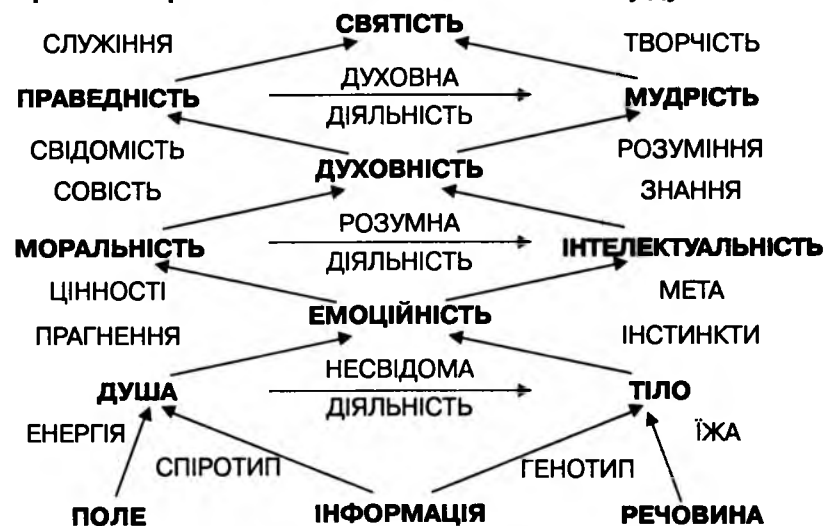 СВЯТІСТЬ
СЛУЖІННЯ ТВОРЧІСТЬ
ДУХОВНА
ПРАВЕДНІСТЬ МУДРІСТЬ
ДІЯЛЬНІСТЬ
СВІДОМІСТЬ РОЗУМІННЯ
ДУХОВНІСТЬ
СОВІСТЬ ЗНАННЯ
РОЗУМНА
МОРАЛЬНІСТЬ ІНТЕЛЕКТУАЛЬНІСТЬ
ДІЯЛЬНІСТЬ
ЦІННОСТІ МЕТА
ЕМОЦІЙНІСТЬ
ПРАГНЕННЯ ІНСТИНКТИ
НЕСВІДОМА
ДУША ТІЛО
ДІЯЛЬНІСТЬ
ЕНЕРГІЯ ЇЖА
СПІРОТИП ГЕНОТИП
ПОЛЕ ІНФОРМАЦІЯ РЕЧОВИНА